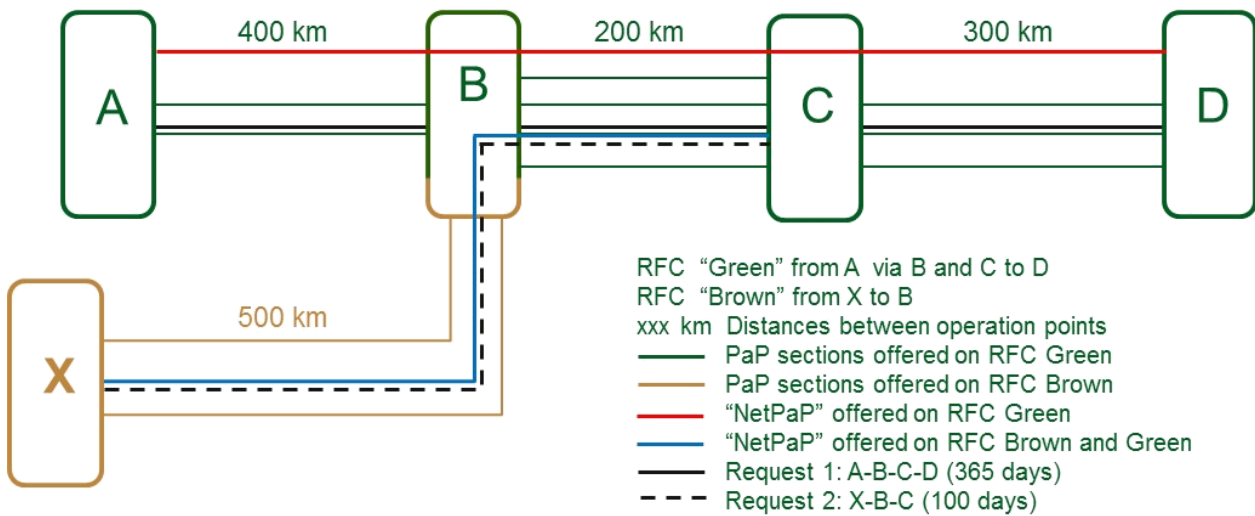 400 km
200 km
300 km
A
B
C
D
500 km
X
RFC “Green” from A via B and C to D
RFC “Brown” from X to B
xxx km Distances between operation points
PaP sections offered on RFC Green
PaP sections offered on RFC Brown
“NetPaP” offered on RFC Green
“NetPaP” offered on RFC Brown and Green
Request 1: A-B-C-D (365 days)
Request 2: X-B-C (100 days)